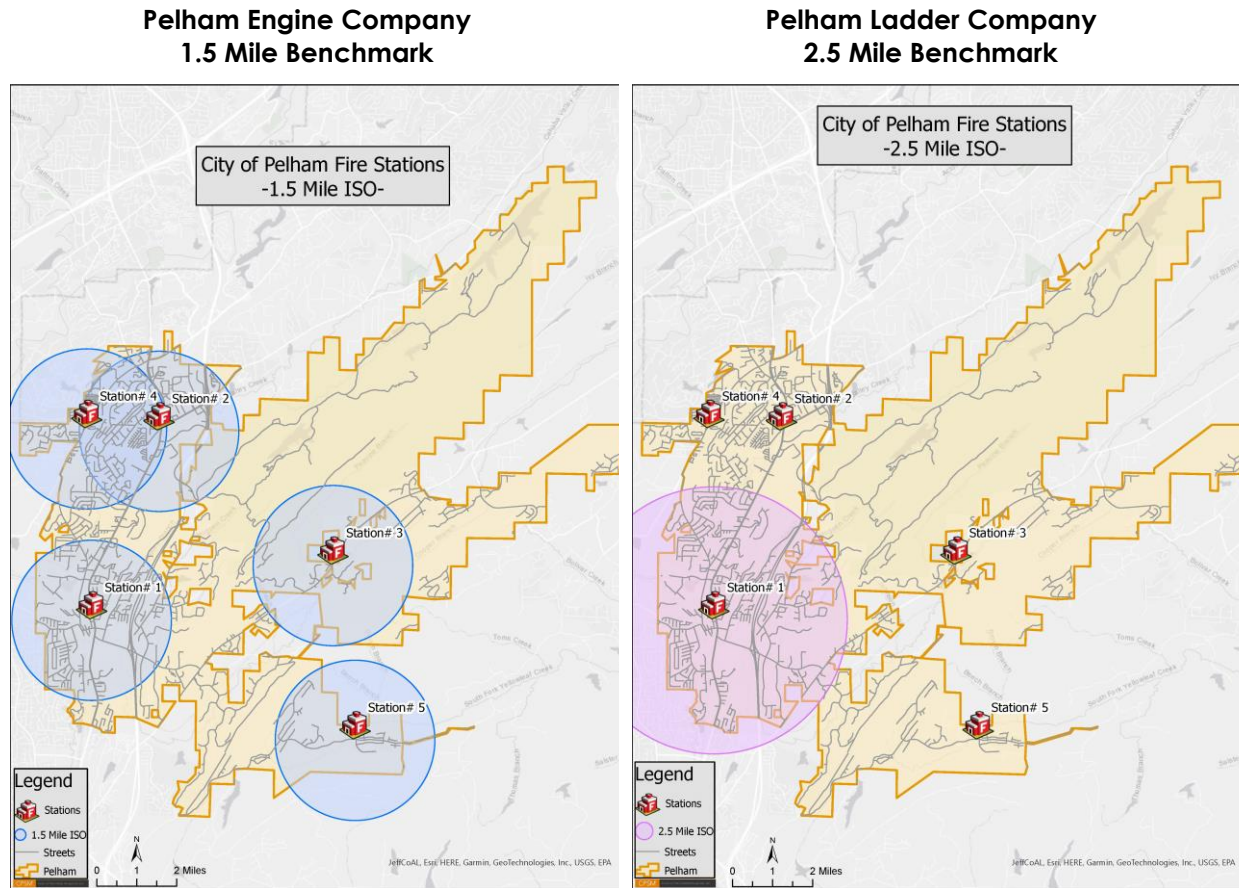 Pelham Engine Company
1.5 Mile Benchmark
Pelham Ladder Company
2.5 Mile Benchmark
City of Pelham Fire Stations
-1.5 Mile ISO-
Station# 4
Station# 2
Station# 3
Station# 1
Station# 5
Legend
Stations
1.5 Mile ISO
Streets
Pelham
N
0 1 2 Miles
JeffCoAL, Esri, HERE, Garmin, GeoTechnologies, Inc., USGS, EPA
City of Pelham Fire Stations
-2.5 Mile ISO-
Station# 4
Station# 2
Station# 3
Station# 1
Station# 5
Legend
Stations
2.5 Mile ISO
Streets
Pelham
N
0 1 2 Miles
JeffCoAL, Esri, HERE, Garmin, GeoTechnologies, Inc., USGS, EPA